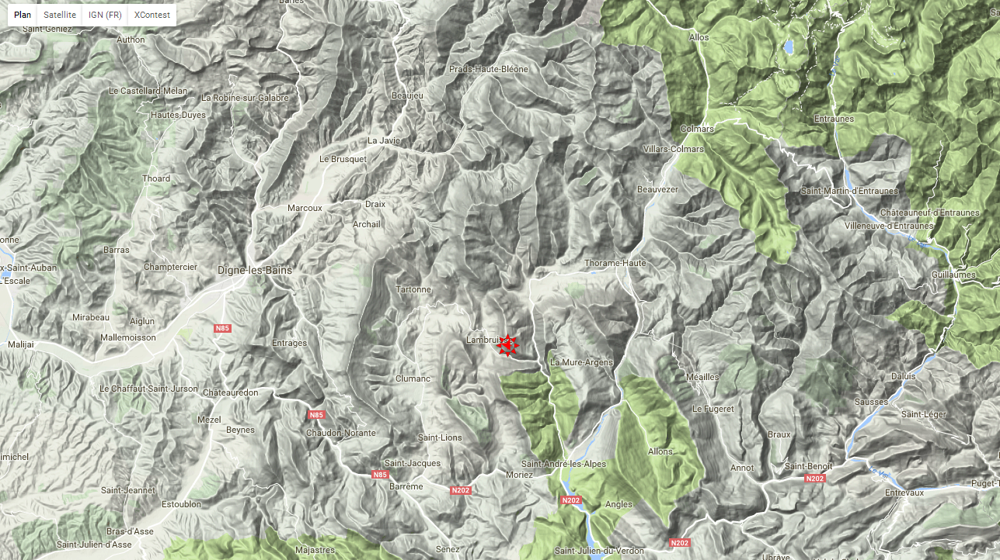 Barles
Plan Satellite IGN (FR) XContest
Saint-Geniez
Authon
Allos
Prads-Haute-Bléone
Le Castellard-Melan
La Robine-sur-Galabre
Beaujeu
Hautes-Duyes
Entraunes
Colmars
La Javie
Villars-Colmars
Le Brusquet
Thoard
Beauvezer
Saint-Martin-d'Entraunes
Marcoux
Draix
Châteauneuf-d'Entraunes
Archail
Villeneuve-d'Entraunes
Le Var
Barras
Thorame-Haute
x-Saint-Auban
Champtercier
Digne-les-Bains
Guillaumes
L'Escale
Tartonne
Mirabeau
Aiglun
N85
Mallemoisson
Lambruisse
Malijai
Entrages
La Mure-Argens
Clumanc
Méailles
Daluis
Le Chaffaut-Saint-Jurson
Châteauredon
Sausses
Le Fugeret
N85
Saint-Léger
Mezel
Beynes
Chaudon-Norante
Saint-Lions
Braux
Allons
imichel
Saint-Jacques
Saint-André-les-Alpes
Annot
Saint-Benoît
N85
Moriez
Le Var
N202
Barrême
N202
Puget-T
Saint-Jeannet
Entrevaux
N202
Estoublon
Angles
Bras-d'Asse
N202
Saint-Julien-d'As
Majastres
Senez
Saint-Julien-du-Verdon
Ubraye